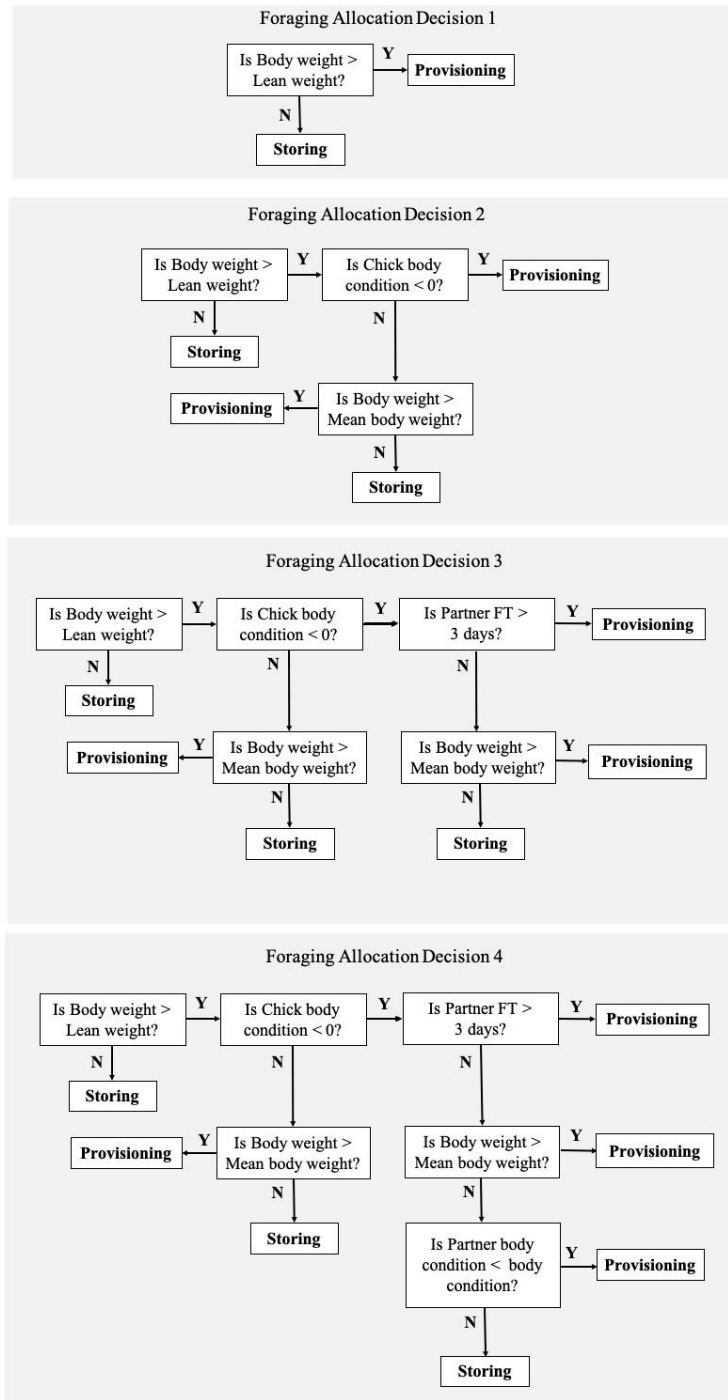 Foraging Allocation Decision 1
Is Body weight >
Lean weight?
Y
Provisioning
N
Storing
Foraging Allocation Decision 2
Is Body weight >
Lean weight?
Y
Is Chick body
condition < 0?
Y
Provisioning
N
Storing
N
Is Body weight >
Mean body weight?
Y
Provisioning
N
Storing
Foraging Allocation Decision 3
Is Body weight >
Lean weight?
Y
Is Chick body
condition < 0?
Y
Is Partner FT >
3 days?
Y
Provisioning
N
Storing
N
Is Body weight >
Mean body weight?
Y
Provisioning
N
Storing
N
Is Body weight >
Mean body weight?
Y
Provisioning
N
Storing
Foraging Allocation Decision 4
Is Body weight >
Lean weight?
Y
Is Chick body
condition < 0?
Y
Is Partner FT >
3 days?
Y
Provisioning
N
Storing
N
Is Body weight >
Mean body weight?
Y
Provisioning
N
Storing
N
Is Body weight >
Mean body weight?
Y
Provisioning
N
Is Partner body
condition < body
condition?
Y
Provisioning
N
Storing